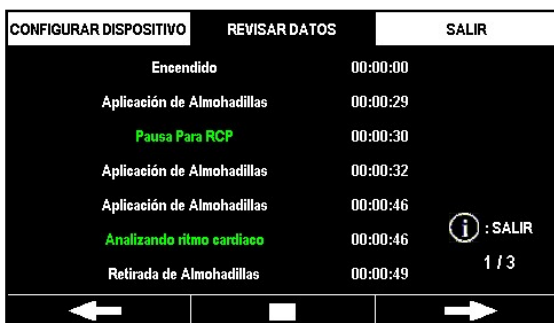 CONFIGURAR DISPOSITIVO REVISAR DATOS SALIR
Encendido 00:00:00
Aplicación de Almohadillas 00:00:29
Pausa Para RCP 00:00:30
Aplicación de Almohadillas 00:00:32
Aplicación de Almohadillas 00:00:46
Analizando ritmo cardiaco 00:00:46
i : SALIR
Retirada de Almohadillas 00:00:49
1 / 3